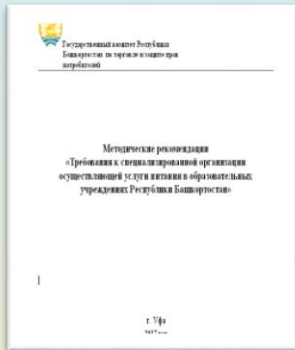 Государственный комитет Республики
Башкортостан по торговле и защите прав
потребителей
Методические рекомендации
«Требования к специализированной организации
осуществляющей услуги питания в образовательных
учреждениях Республики Башкортостан»
г. Уфа